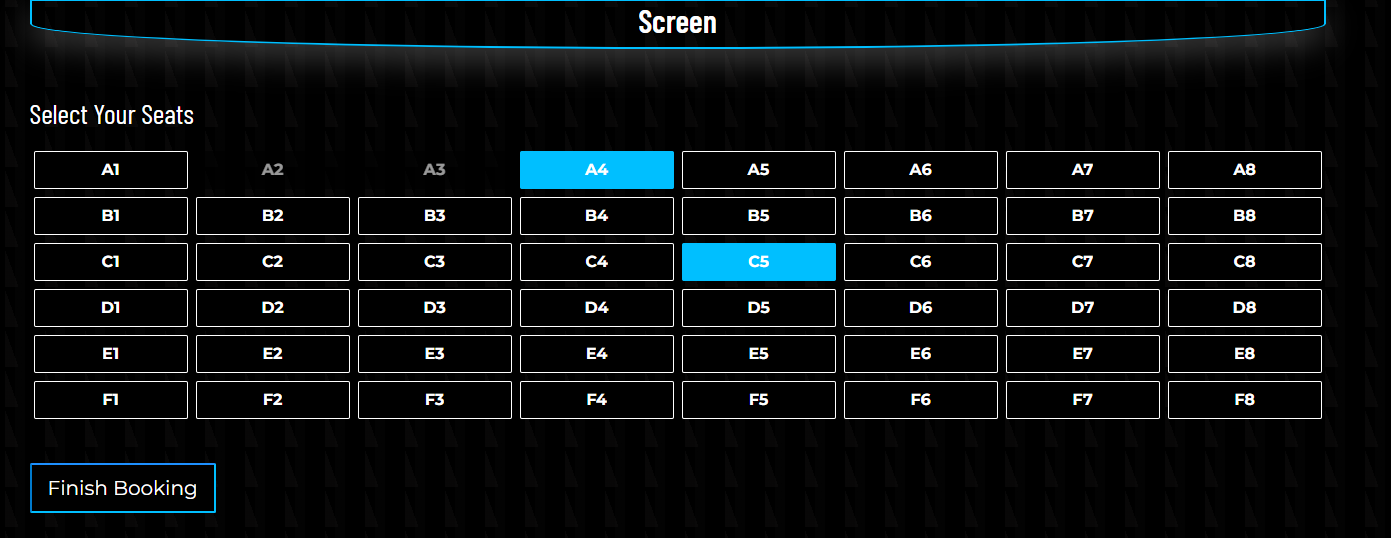 Screen
Select Your Seats
A1 A2 A3 A4 A5 A6 A7 A8
B1 B2 B3 B4 B5 B6 B7 B8
C1 C2 C3 C4 C5 C6 C7 C8
D1 D2 D3 D4 D5 D6 D7 D8
E1 E2 E3 E4 E5 E6 E7 E8
F1 F2 F3 F4 F5 F6 F7 F8
Finish Booking